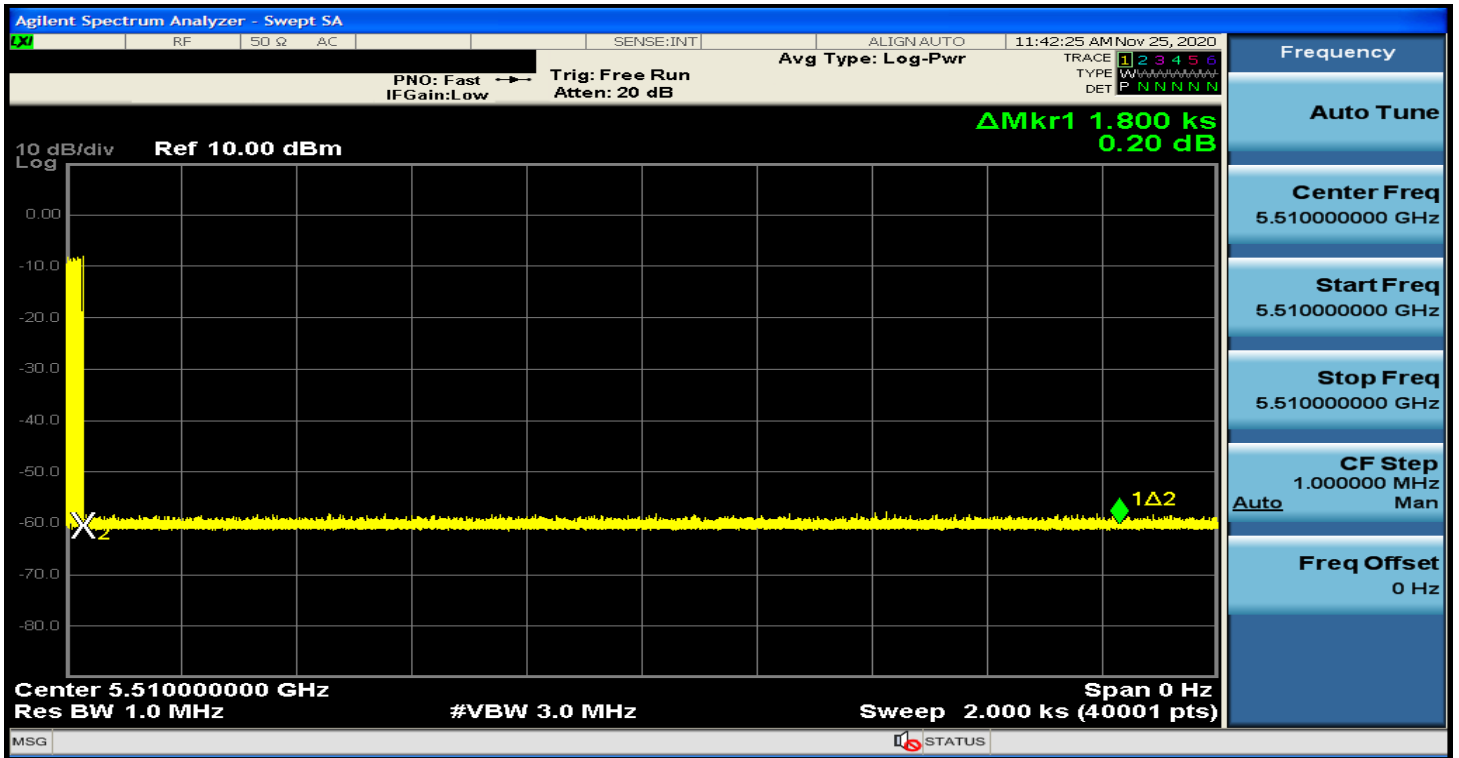 Agilent Spectrum Analyzer - Swept SA
LXI RF 50 Ω AC SENSE:INT ALIGN AUTO 11:42:25 AM Nov 25, 2020
PNO: Fast
IFGain:Low
Trig: Free Run
Atten: 20 dB
Avg Type: Log-Pwr
TRACE 1 2 3 4 5 6
TYPE WWWWWW
DET P N N N N N
ΔMkr1 1.800 ks
0.20 dB
10 dB/div
Log
Ref 10.00 dBm
0.00
-10.0
-20.0
-30.0
-40.0
-50.0
-60.0
-70.0
-80.0
2
1Δ2
Center 5.510000000 GHz
Span 0 Hz
Res BW 1.0 MHz
#VBW 3.0 MHz
Sweep 2.000 ks (40001 pts)
MSG
STATUS
Frequency
Auto Tune
Center Freq
5.510000000 GHz
Start Freq
5.510000000 GHz
Stop Freq
5.510000000 GHz
CF Step
1.000000 MHz
Auto Man
Freq Offset
0 Hz